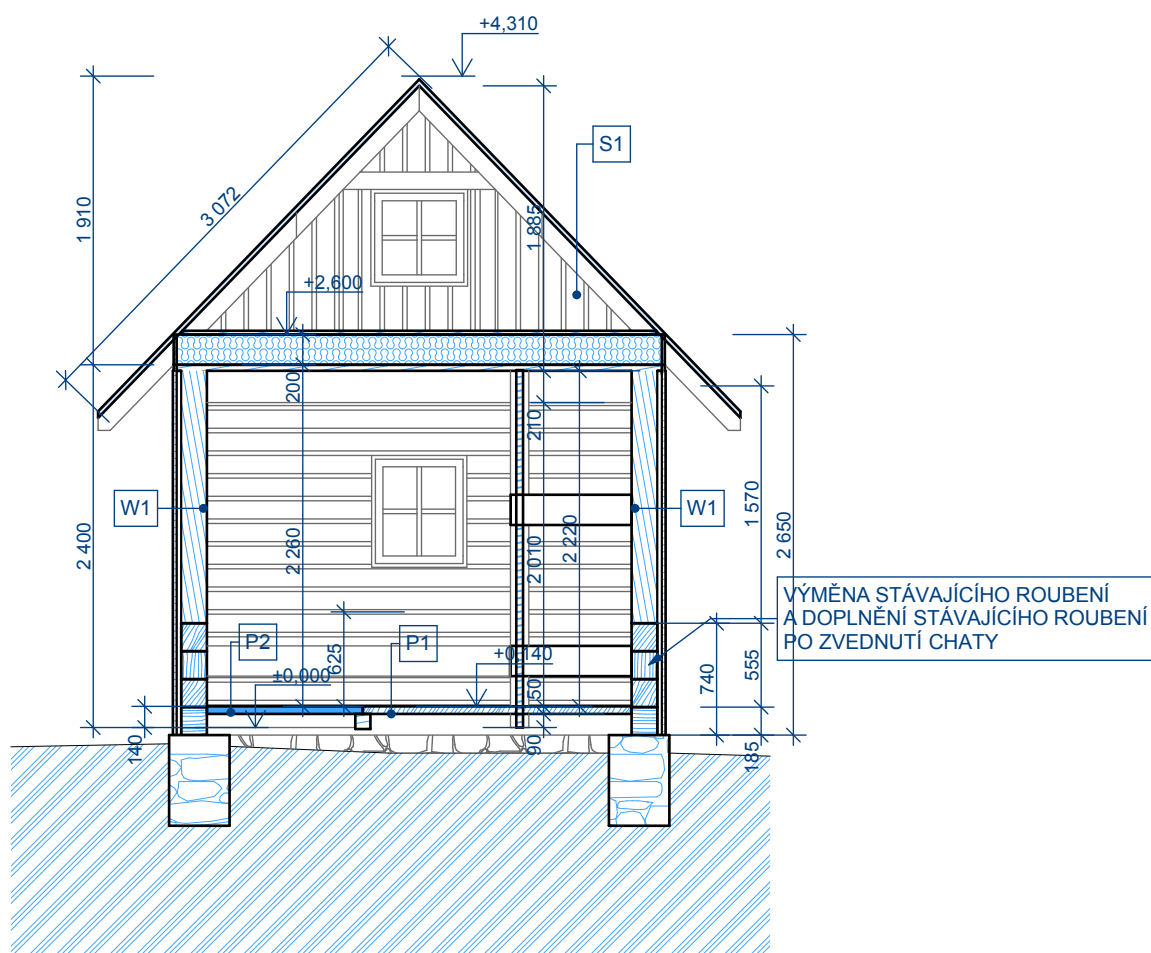 +4,310
S1
3 072
1 910
1 885
+2,600
200
210
W1
W1
1 570
2 400
2 260
2 010
2 220
2 650
VÝMĚNA STÁVAJÍCÍHO ROUBENÍ
A DOPLNĚNÍ STÁVAJÍCÍHO ROUBENÍ
PO ZVEDNUTÍ CHATY
P2
P1
625
+0,140
±0,000
740
555
50
140
90
185